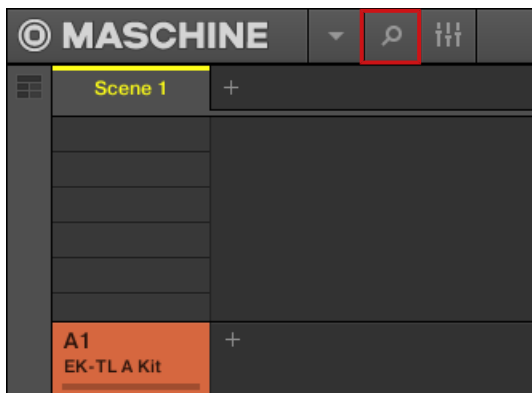 MASCHINE
Scene 1
+
A1
+
EK-TL A Kit